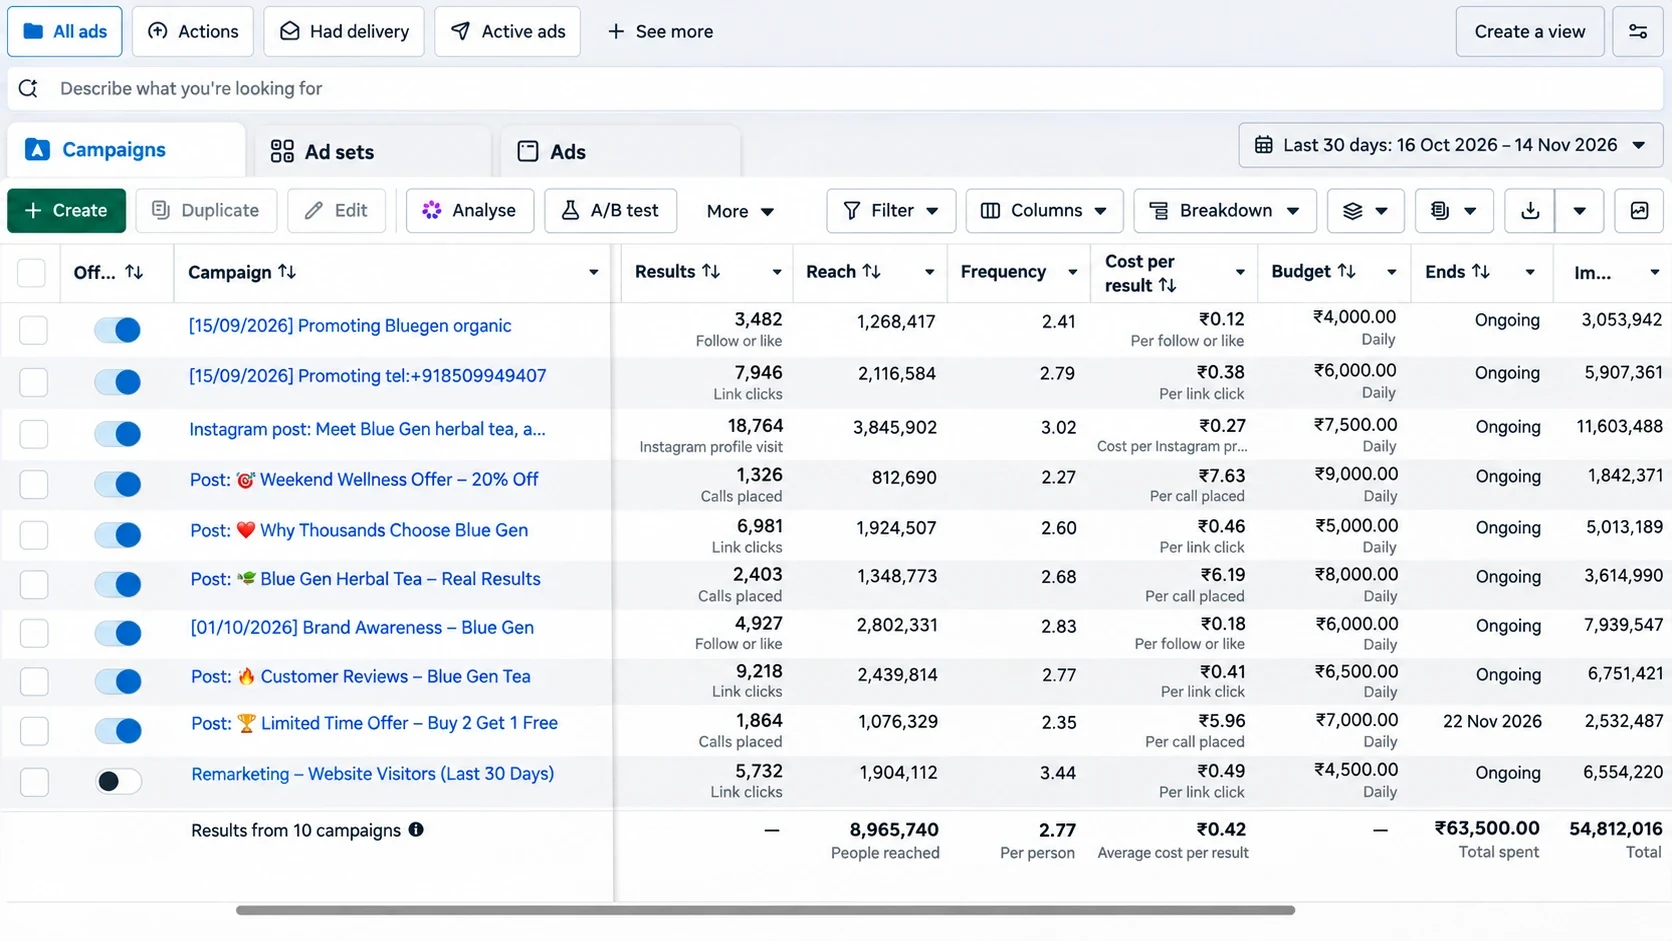 All ads
Actions
Had delivery
Active ads
+ See more
Create a view
Describe what you're looking for
Campaigns
Ad sets
Ads
Last 30 days: 16 Oct 2026 – 14 Nov 2026
+ Create
Duplicate
Edit
Analyse
A/B test
More
Filter
Columns
Breakdown
Off... Campaign Results Reach Frequency Cost per result Budget Ends Im...
[15/09/2026] Promoting Bluegen organic 3,482 1,268,417 2.41 ₹0.12 ₹4,000.00 Ongoing 3,053,942
Follow or like Per follow or like Daily
[15/09/2026] Promoting tel:+918509949407 7,946 2,116,584 2.79 ₹0.38 ₹6,000.00 Ongoing 5,907,361
Link clicks Per link click Daily
Instagram post: Meet Blue Gen herbal tea, a... 18,764 3,845,902 3.02 ₹0.27 ₹7,500.00 Ongoing 11,603,488
Instagram profile visit Cost per Instagram pr... Daily
Post: 🎯 Weekend Wellness Offer – 20% Off 1,326 812,690 2.27 ₹7.63 ₹9,000.00 Ongoing 1,842,371
Calls placed Per call placed Daily
Post: ❤️ Why Thousands Choose Blue Gen 6,981 1,924,507 2.60 ₹0.46 ₹5,000.00 Ongoing 5,013,189
Link clicks Per link click Daily
Post: 🌿 Blue Gen Herbal Tea – Real Results 2,403 1,348,773 2.68 ₹6.19 ₹8,000.00 Ongoing 3,614,990
Calls placed Per call placed Daily
[01/10/2026] Brand Awareness – Blue Gen 4,927 2,802,331 2.83 ₹0.18 ₹6,000.00 Ongoing 7,939,547
Follow or like Per follow or like Daily
Post: 🔥 Customer Reviews – Blue Gen Tea 9,218 2,439,814 2.77 ₹0.41 ₹6,500.00 Ongoing 6,751,421
Link clicks Per link click Daily
Post: 🏆 Limited Time Offer – Buy 2 Get 1 Free 1,864 1,076,329 2.35 ₹5.96 ₹7,000.00 22 Nov 2026 2,532,487
Calls placed Per call placed Daily
Remarketing – Website Visitors (Last 30 Days) 5,732 1,904,112 3.44 ₹0.49 ₹4,500.00 Ongoing 6,554,220
Link clicks Per link click Daily
Results from 10 campaigns — 8,965,740 2.77 ₹0.42 — ₹63,500.00 54,812,016
People reached Per person Average cost per result Total spent Total